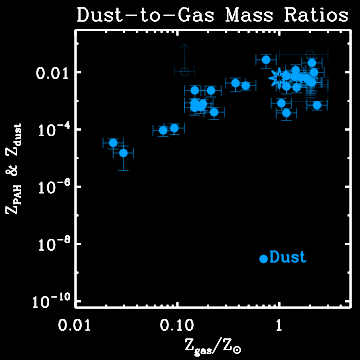 Dust-to-Gas Mass Ratios
0.01
10⁻⁴
10⁻⁶
10⁻⁸
10⁻¹⁰
Z_PAH & Z_dust
Dust
0.01 0.10 1
Z_gas/Z_⊙